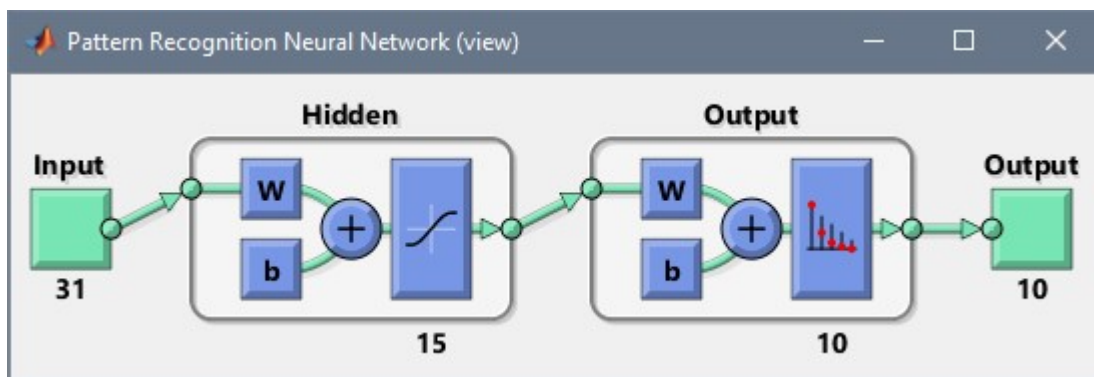 Pattern Recognition Neural Network (view)
Hidden
Output
Input
Output
W
W
b
b
31
10
15
10